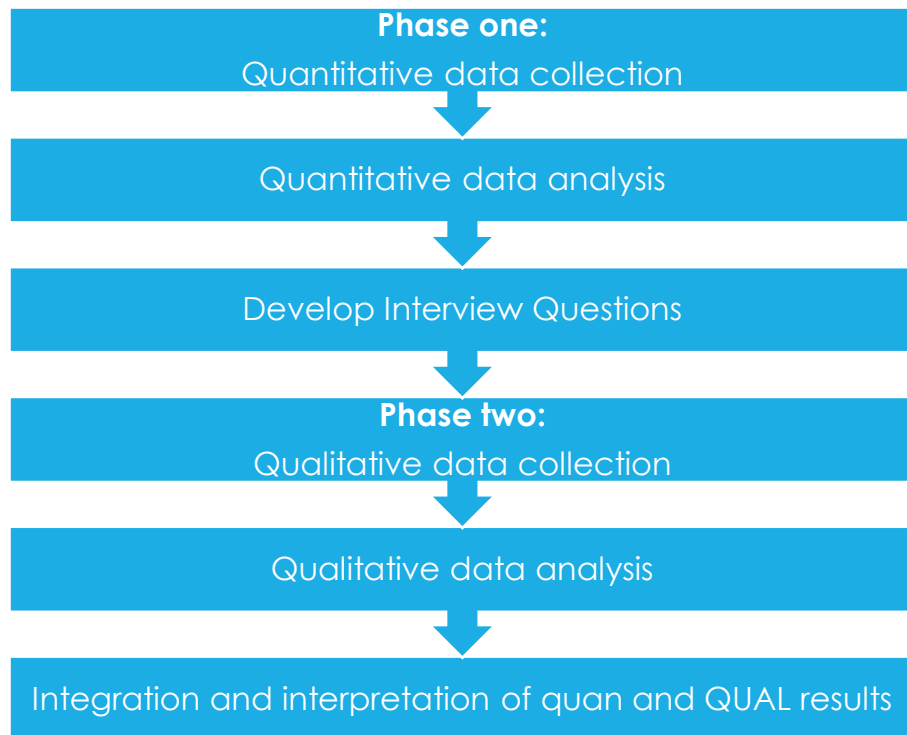 Phase one:
Quantitative data collection
Quantitative data analysis
Develop Interview Questions
Phase two:
Qualitative data collection
Qualitative data analysis
Integration and interpretation of quan and QUAL results